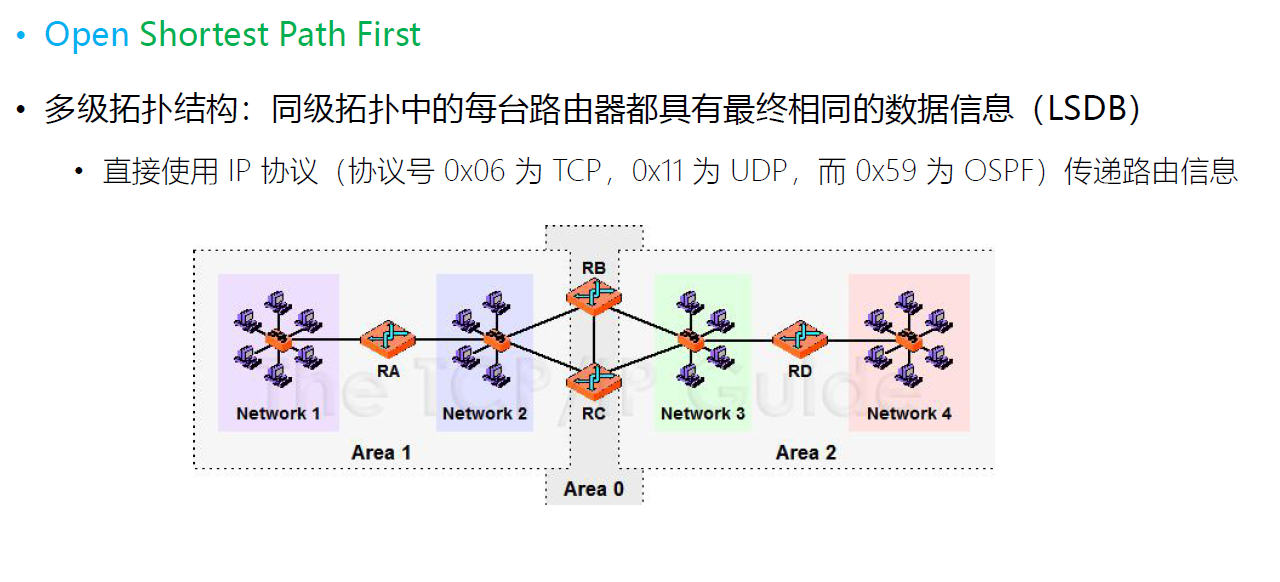 Open Shortest Path First
多级拓扑结构：同级拓扑中的每台路由器都具有最终相同的数据信息（LSDB）
直接使用 IP 协议（协议号 0x06 为 TCP，0x11 为 UDP，而 0x59 为 OSPF）传递路由信息
RB
RA
RD
The TCP/IP Guide
Network 1
Network 2
RC
Network 3
Network 4
Area 1
Area 2
Area 0